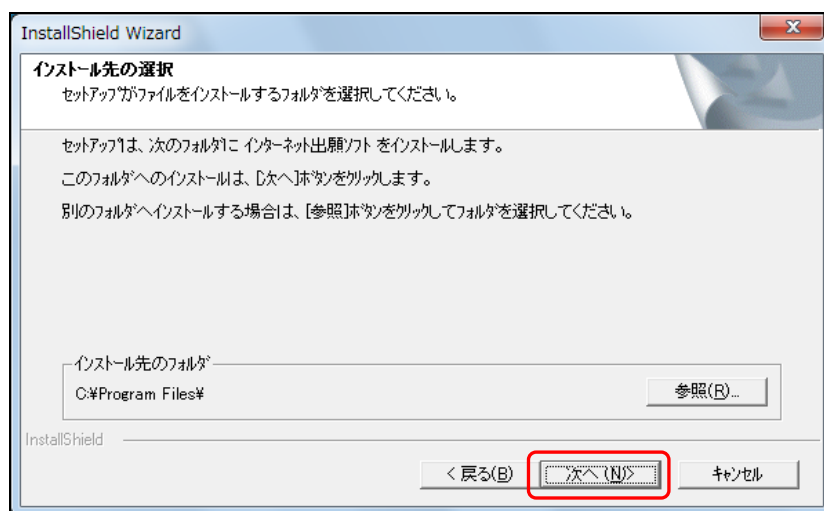 InstallShield Wizard
インストール先の選択
セットアップがファイルをインストールするフォルダを選択してください。
セットアップは、次のフォルダに インターネット出願ソフト をインストールします。
このフォルダへのインストールは、[次へ]ボタンをクリックします。
別のフォルダへインストールする場合は、[参照]ボタンをクリックしてフォルダを選択してください。
インストール先のフォルダ
C:¥Program Files¥
参照(R)...
InstallShield
< 戻る(B)
次へ(N)>
キャンセル